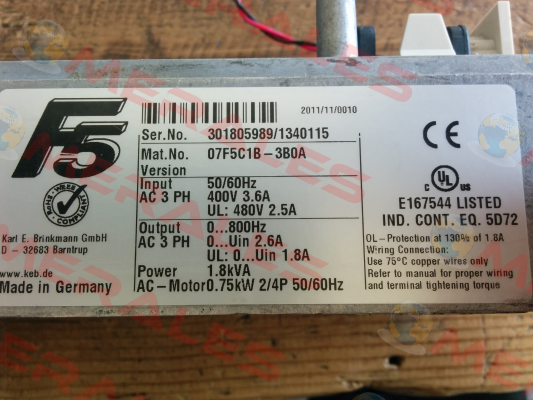 F5
2011/11/0010
Ser.No. 301805989/1340115
Mat.No. 07F5C1B-3B0A
Version
Input 50/60Hz
AC 3 PH 400V 3.6A
UL: 480V 2.5A
Output 0...800Hz
AC 3 PH 0...Uin 2.6A
UL: 0...Uin 1.8A
Power 1.8kVA
AC-Motor 0.75kW 2/4P 50/60Hz
RoHS WEEE
COMPLIANT
Karl E. Brinkmann GmbH
D - 32683 Barntrup
www.keb.de
Made in Germany
CE
C UL US
E167544 LISTED
IND. CONT. EQ. 5D72
OL-Protection at 130% of 1.8A
Wiring Connection:
Use 75°C copper wires only
Refer to manual for proper wiring
and terminal tightening torque
MERALES